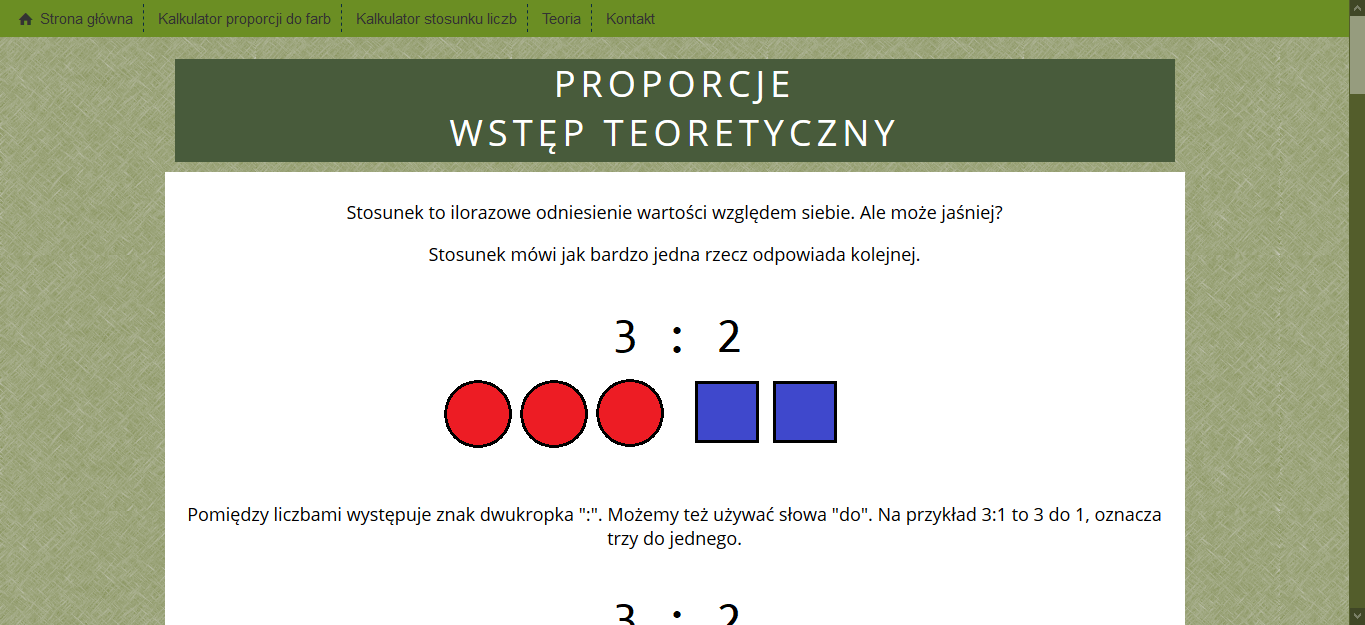 Strona główna Kalkulator proporcji do farb Kalkulator stosunku liczb Teoria Kontakt
PROPORCJE
WSTĘP TEORETYCZNY
Stosunek to ilorazowe odniesienie wartości względem siebie. Ale może jaśniej?
Stosunek mówi jak bardzo jedna rzecz odpowiada kolejnej.
3 : 2
Pomiędzy liczbami występuje znak dwukropka ":". Możemy też używać słowa "do". Na przykład 3:1 to 3 do 1, oznacza
trzy do jednego.
3 : 2